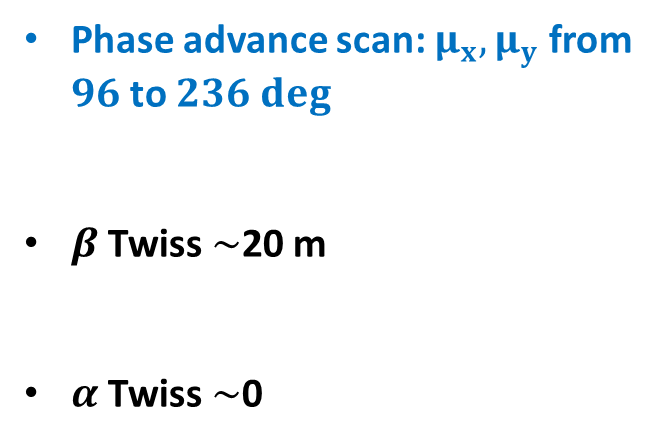 • Phase advance scan: μx, μy from
96 to 236 deg
• β Twiss ~20 m
• α Twiss ~0